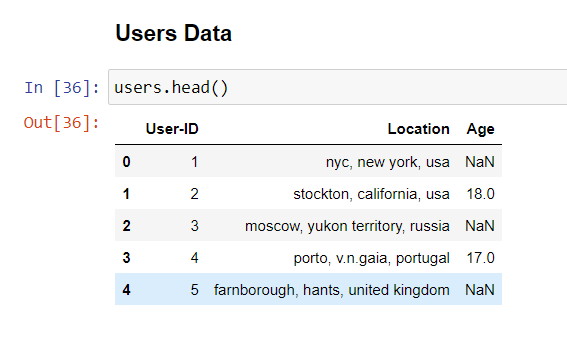 Users Data
In [36]: users.head()
Out[36]:
User-ID Location Age
0 1 nyc, new york, usa NaN
1 2 stockton, california, usa 18.0
2 3 moscow, yukon territory, russia NaN
3 4 porto, v.n.gaia, portugal 17.0
4 5 farnborough, hants, united kingdom NaN